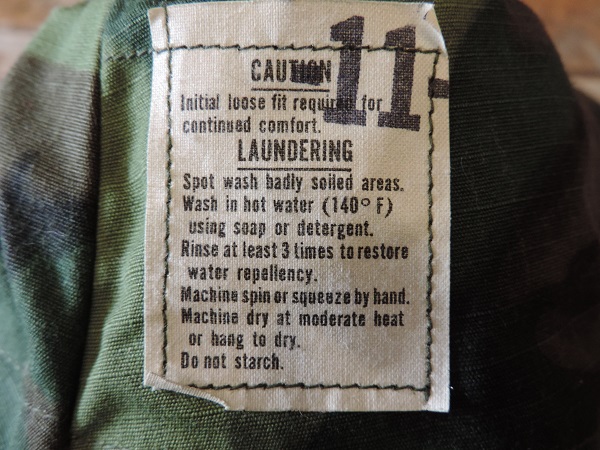 11-
CAUTION
Initial loose fit required for
continued comfort.
LAUNDERING
Spot wash badly soiled areas.
Wash in hot water (140° F)
using soap or detergent.
Rinse at least 3 times to restore
water repellency.
Machine spin or squeeze by hand.
Machine dry at moderate heat
or hang to dry.
Do not starch.